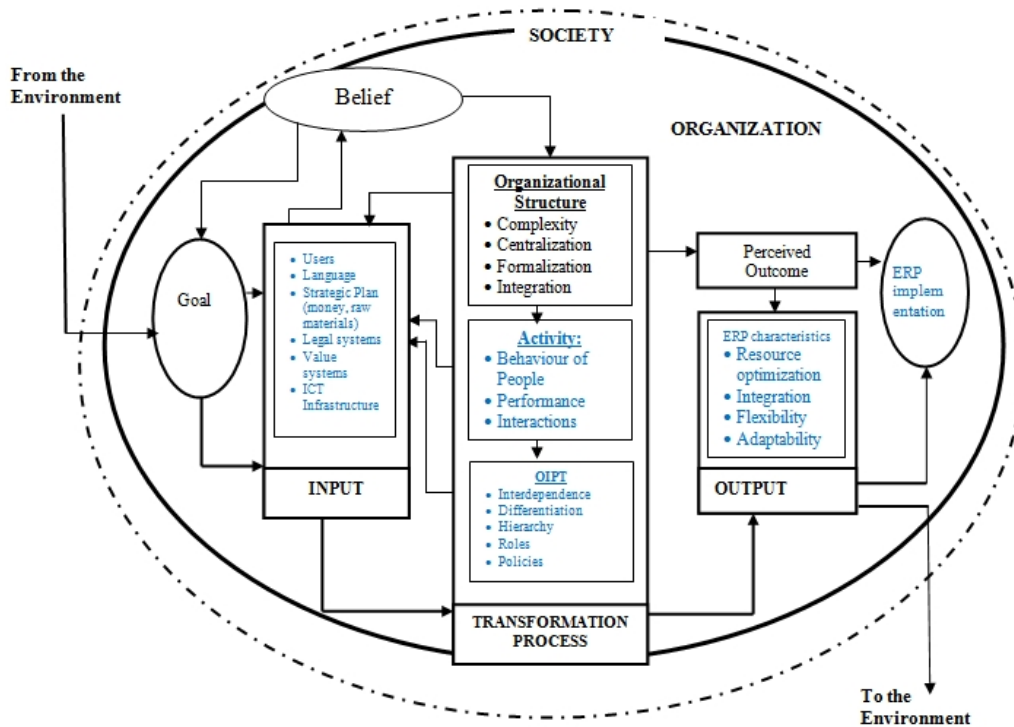 SOCIETY
From the
Environment
Belief
ORGANIZATION
Organizational
Structure
• Complexity
• Centralization
• Formalization
• Integration
Goal
• Users
• Language
• Strategic Plan
(money, raw
materials)
• Legal systems
• Value
systems
• ICT
Infrastructure
INPUT
Activity:
• Behaviour of
People
• Performance
• Interactions
OIPT
• Interdependence
• Differentiation
• Hierarchy
• Roles
• Policies
TRANSFORMATION
PROCESS
Perceived
Outcome
ERP
implem
entation
ERP characteristics
• Resource
optimization
• Integration
• Flexibility
• Adaptability
OUTPUT
To the
Environment